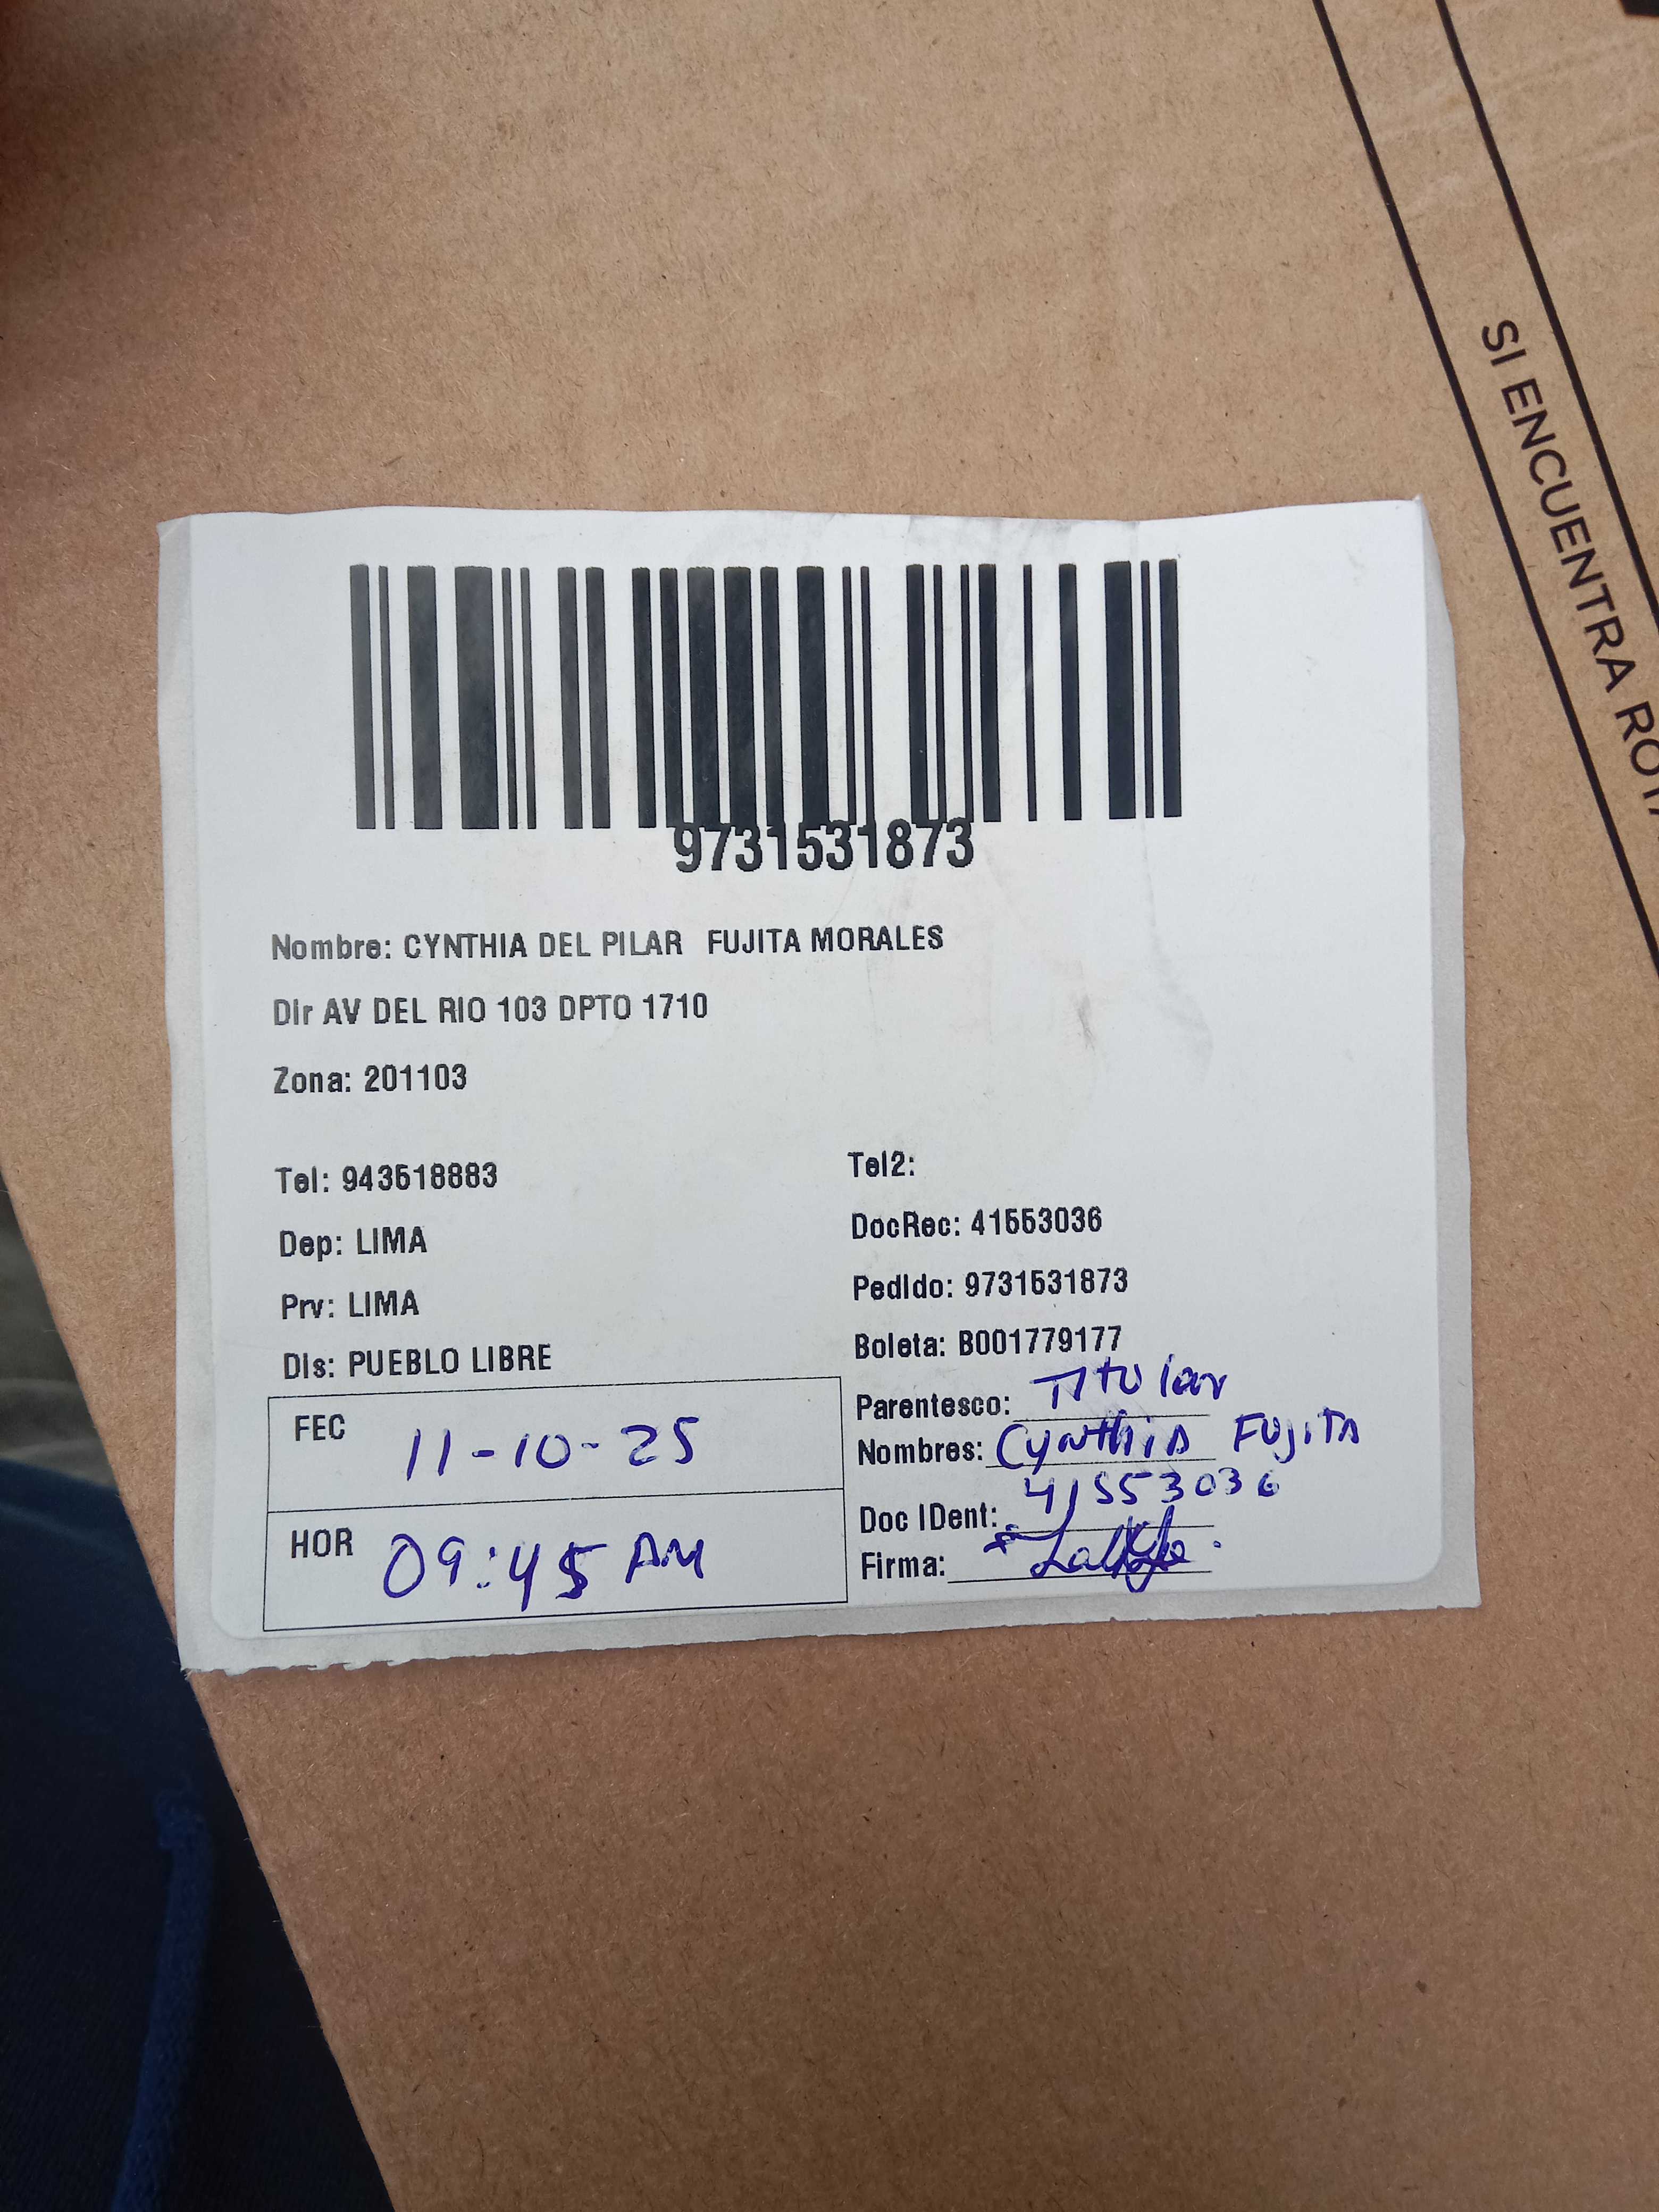 SI ENCUENTRA ROTA
9731531873
Nombre: CYNTHIA DEL PILAR FUJITA MORALES
Dir AV DEL RIO 103 DPTO 1710
Zona: 201103
Tel: 943518883
Tel2:
Dep: LIMA
DocRec: 41553036
Prv: LIMA
Pedido: 9731531873
Dis: PUEBLO LIBRE
Boleta: B001779177
FEC 11-10-25
Parentesco: Titular
Nombres: Cynthia Fujita
HOR 09:45 AM
Doc IDent: 41553036
Firma: